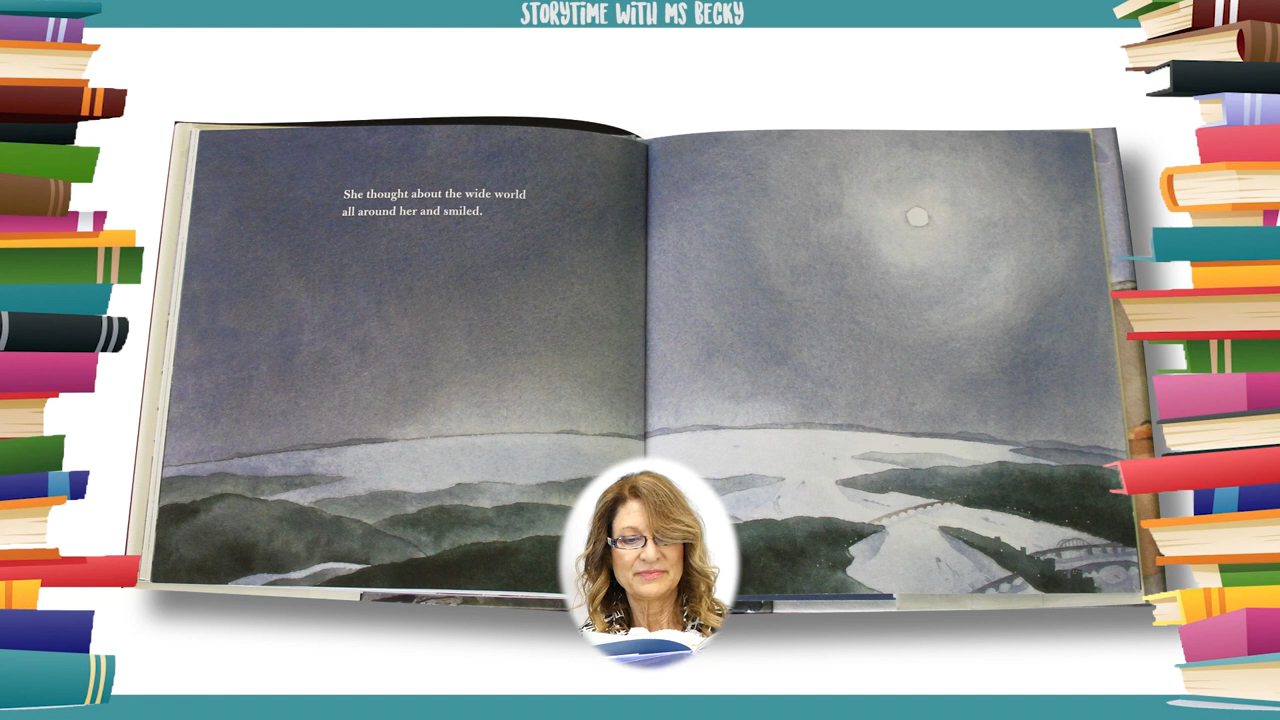 STORYTIME WITH MS BECKY
She thought about the wide world
all around her and smiled.